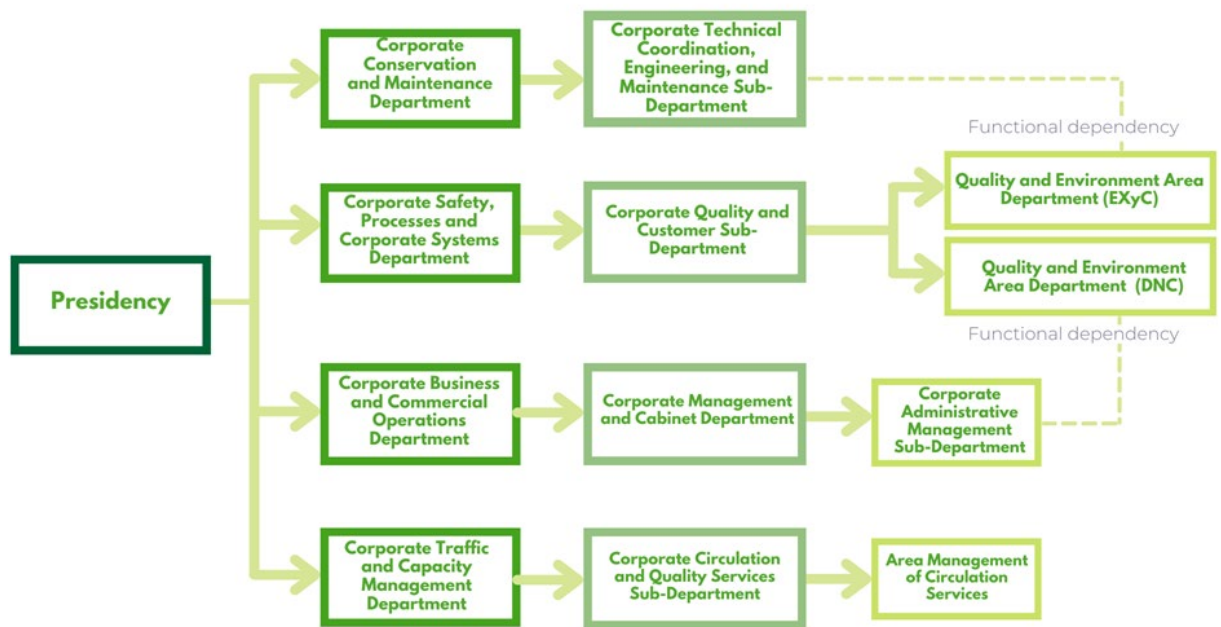 Presidency
Corporate
Conservation
and Maintenance
Department
Corporate Technical
Coordination,
Engineering, and
Maintenance Sub-
Department
Functional dependency
Corporate Safety,
Processes and
Corporate Systems
Department
Corporate Quality and
Customer Sub-
Department
Quality and Environment Area
Department (EXyC)
Quality and Environment
Area Department (DNC)
Functional dependency
Corporate Business
and Commercial
Operations
Department
Corporate Management
and Cabinet Department
Corporate
Administrative
Management
Sub-Department
Corporate Traffic
and Capacity
Management
Department
Corporate Circulation
and Quality Services
Sub-Department
Area Management
of Circulation
Services